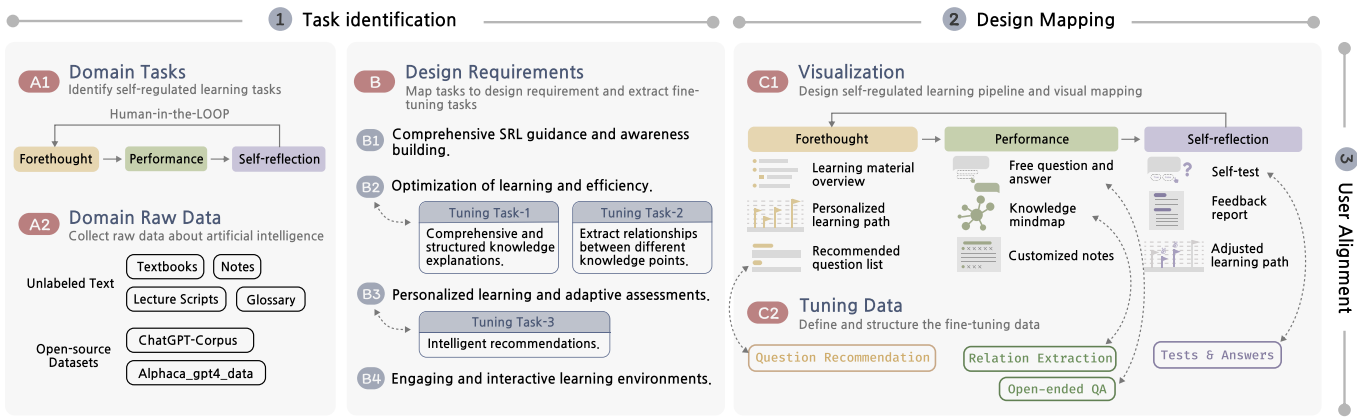 1 Task identification
2 Design Mapping
A1 Domain Tasks
Identify self-regulated learning tasks
Human-in-the-LOOP
Forethought
Performance
Self-reflection
A2 Domain Raw Data
Collect raw data about artificial intelligence
Unlabeled Text
Textbooks
Notes
Lecture Scripts
Glossary
Open-source
Datasets
ChatGPT-Corpus
Alphaca_gpt4_data
B Design Requirements
Map tasks to design requirement and extract fine-
tuning tasks
B1 Comprehensive SRL guidance and awareness
building.
B2 Optimization of learning and efficiency.
Tuning Task-1
Comprehensive and
structured knowledge
explanations.
Tuning Task-2
Extract relationships
between different
knowledge points.
B3 Personalized learning and adaptive assessments.
Tuning Task-3
Intelligent recommendations.
B4 Engaging and interactive learning environments.
C1 Visualization
Design self-regulated learning pipeline and visual mapping
Forethought
Performance
Self-reflection
Learning material
overview
Personalized
learning path
Recommended
question list
Free question and
answer
Knowledge
mindmap
Customized notes
?
Self-test
Feedback
report
Adjusted
learning path
C2 Tuning Data
Define and structure the fine-tuning data
Question Recommendation
Relation Extraction
Open-ended QA
Tests & Answers
3 User Alignment